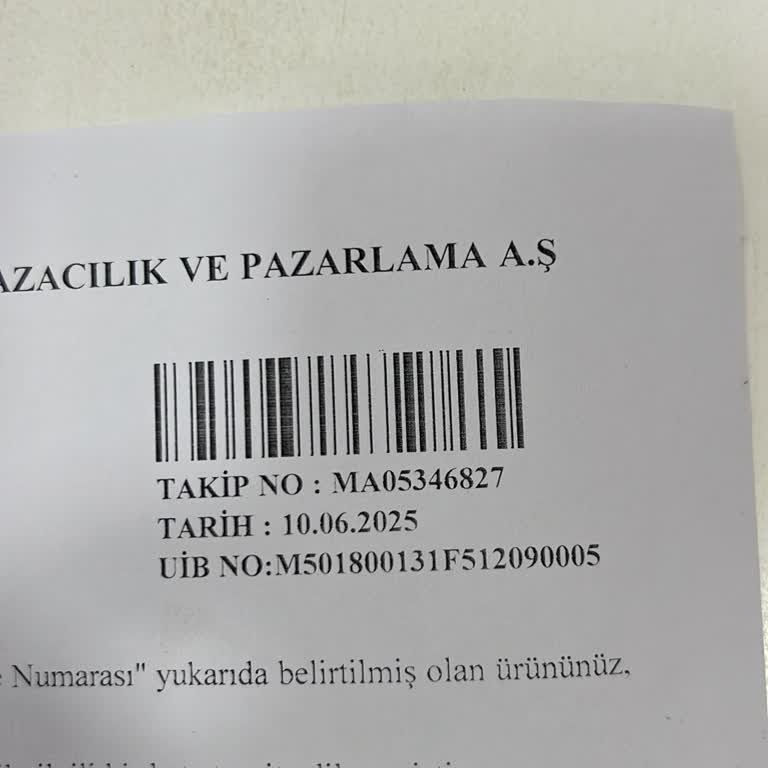 AZACILIK VE PAZARLAMA A.Ş
TAKİP NO : MA05346827
TARİH : 10.06.2025
UİB NO:M501800131F512090005
Numarası" yukarıda belirtilmiş olan ürününüz,